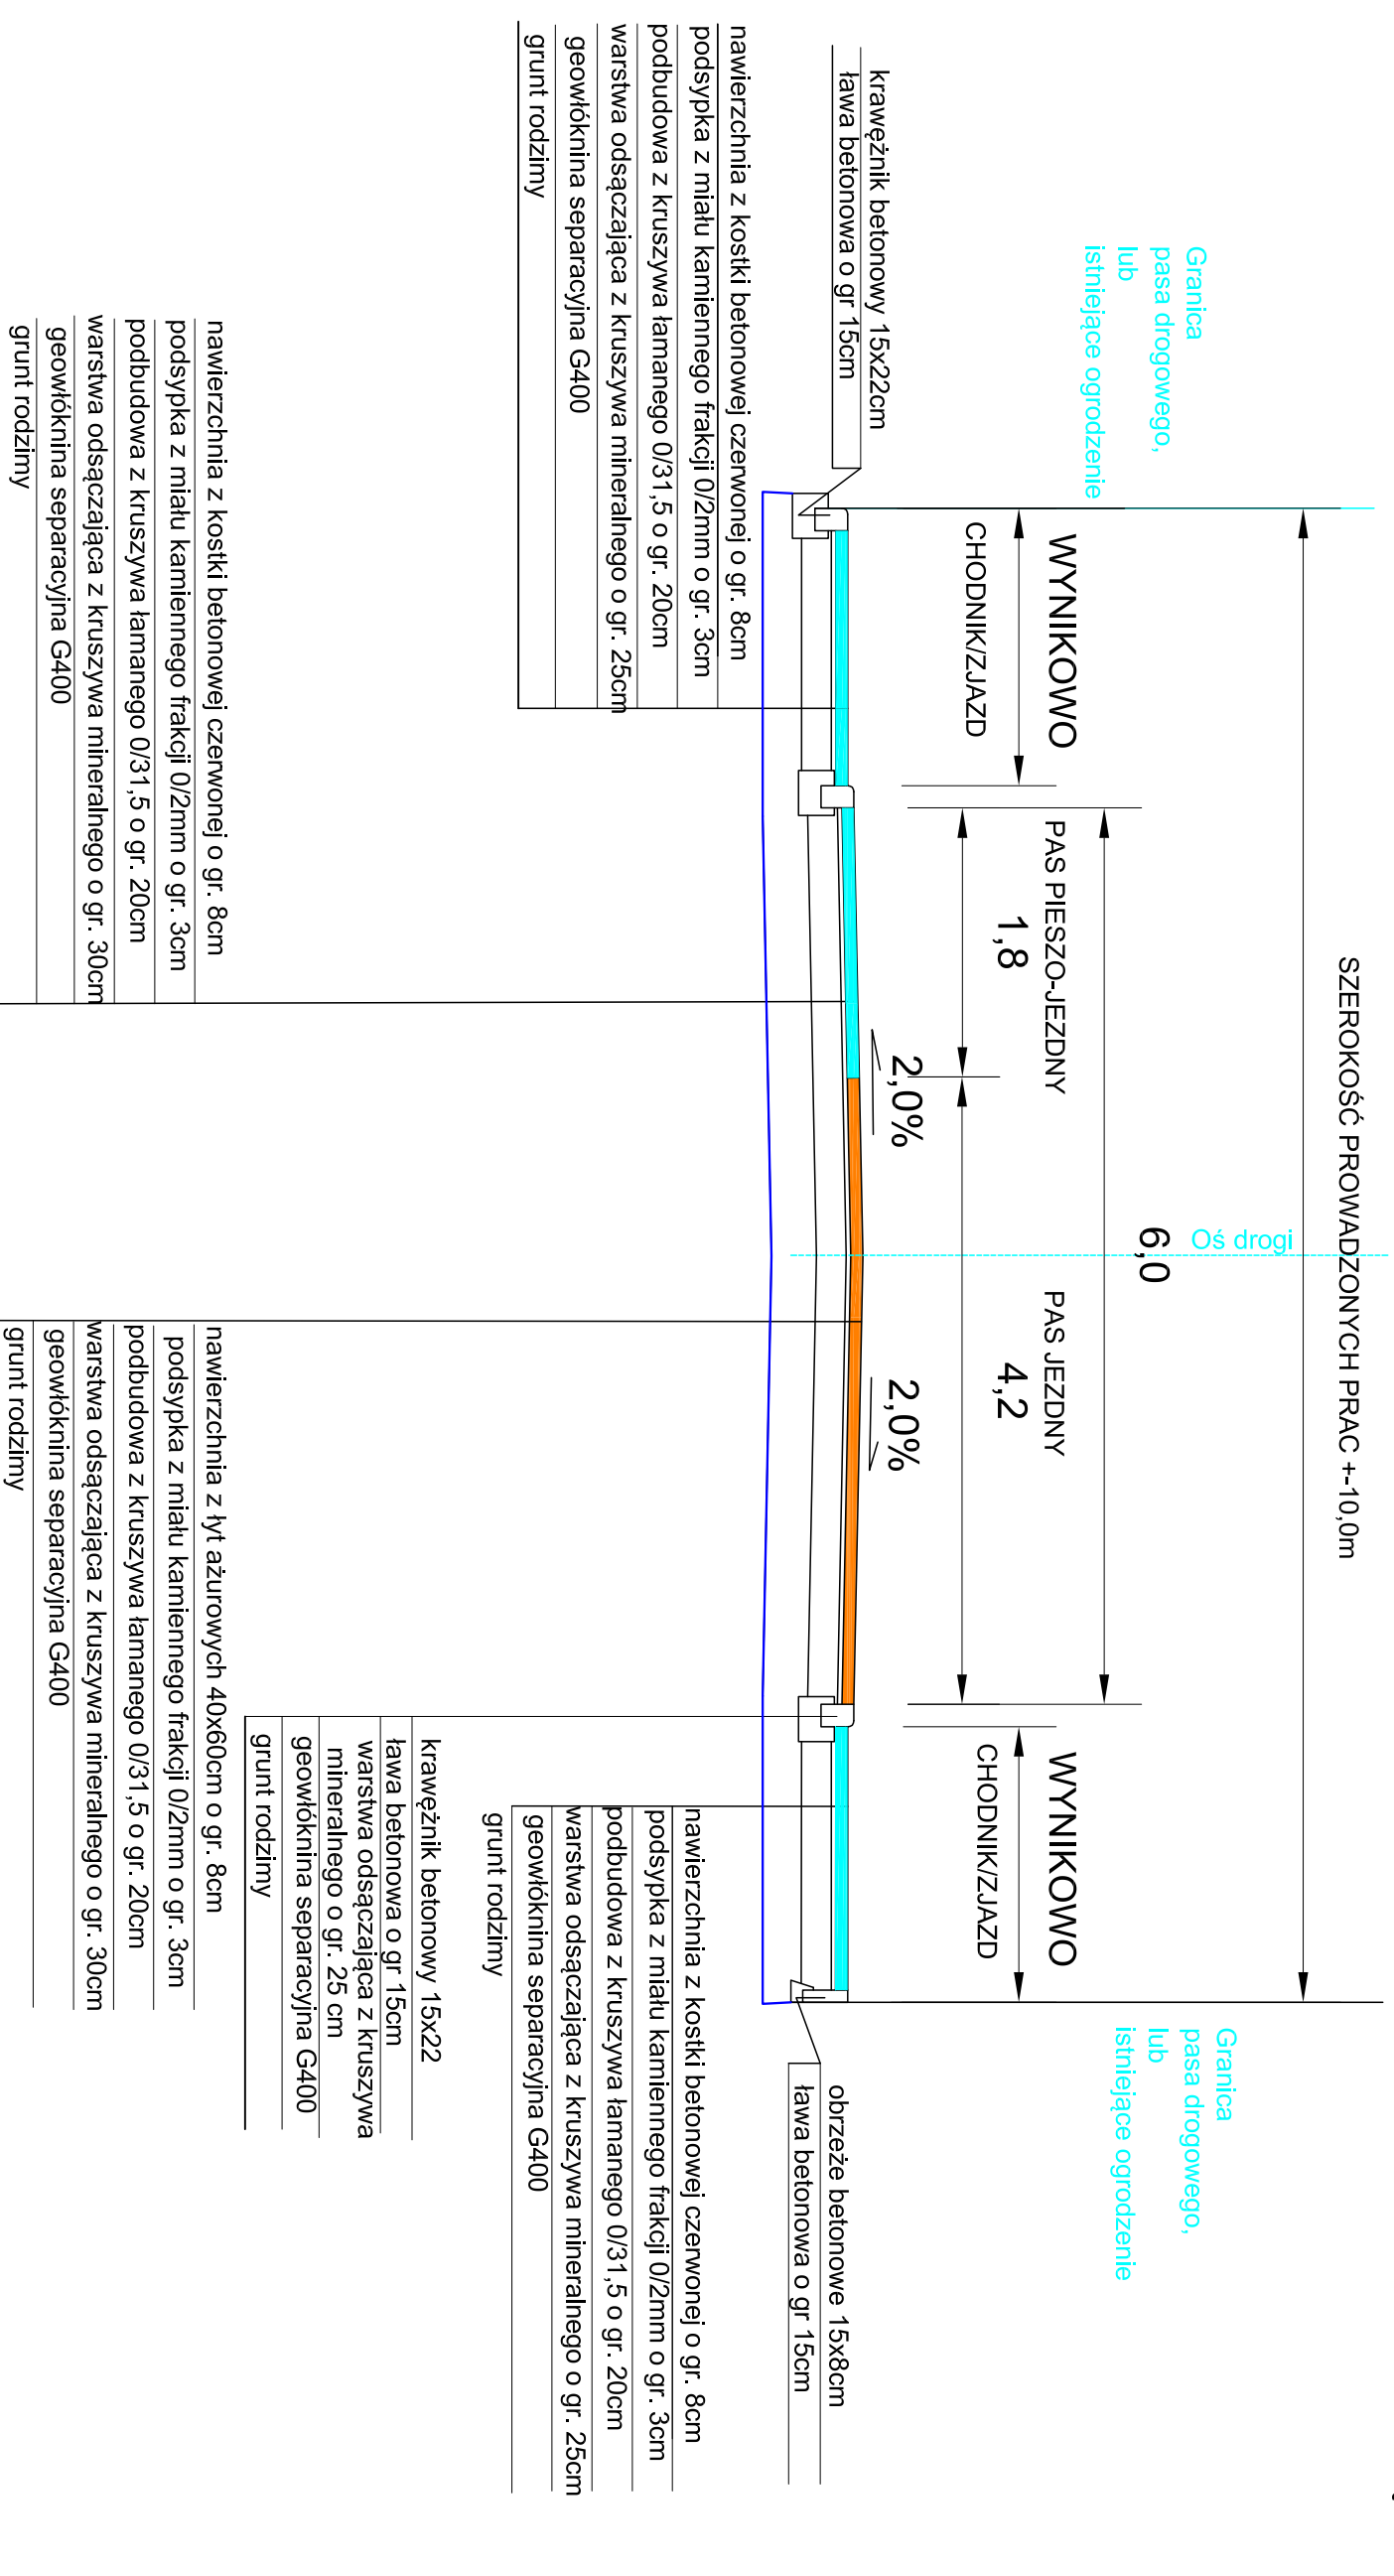 SZEROKOŚĆ PROWADZONYCH PRAC +-10,0m
Granica
pasa drogowego,
lub
istniejące ogrodzenie
Oś drogi
Granica
pasa drogowego,
lub
istniejące ogrodzenie
6,0
WYNIKOWO
CHODNIK/ZJAZD
PAS PIESZO-JEZDNY
1,8
PAS JEZDNY
4,2
WYNIKOWO
CHODNIK/ZJAZD
2,0%
2,0%
krawężnik betonowy 15x22cm
ława betonowa o gr 15cm
obrzeże betonowe 15x8cm
ława betonowa o gr 15cm
nawierzchnia z kostki betonowej czerwonej o gr. 8cm
podsypka z miału kamiennego frakcji 0/2mm o gr. 3cm
podbudowa z kruszywa łamanego 0/31,5 o gr. 20cm
warstwa odsączająca z kruszywa mineralnego o gr. 25cm
geowłóknina separacyjna G400
grunt rodzimy
nawierzchnia z kostki betonowej czerwonej o gr. 8cm
podsypka z miału kamiennego frakcji 0/2mm o gr. 3cm
podbudowa z kruszywa łamanego 0/31,5 o gr. 20cm
warstwa odsączająca z kruszywa mineralnego o gr. 25cm
geowłóknina separacyjna G400
grunt rodzimy
krawężnik betonowy 15x22
ława betonowa o gr 15cm
warstwa odsączająca z kruszywa
mineralnego o gr. 25 cm
geowłóknina separacyjna G400
grunt rodzimy
nawierzchnia z kostki betonowej czerwonej o gr. 8cm
podsypka z miału kamiennego frakcji 0/2mm o gr. 3cm
podbudowa z kruszywa łamanego 0/31,5 o gr. 20cm
warstwa odsączająca z kruszywa mineralnego o gr. 30cm
geowłóknina separacyjna G400
grunt rodzimy
nawierzchnia z łyt ażurowych 40x60cm o gr. 8cm
podsypka z miału kamiennego frakcji 0/2mm o gr. 3cm
podbudowa z kruszywa łamanego 0/31,5 o gr. 20cm
warstwa odsączająca z kruszywa mineralnego o gr. 30cm
geowłóknina separacyjna G400
grunt rodzimy